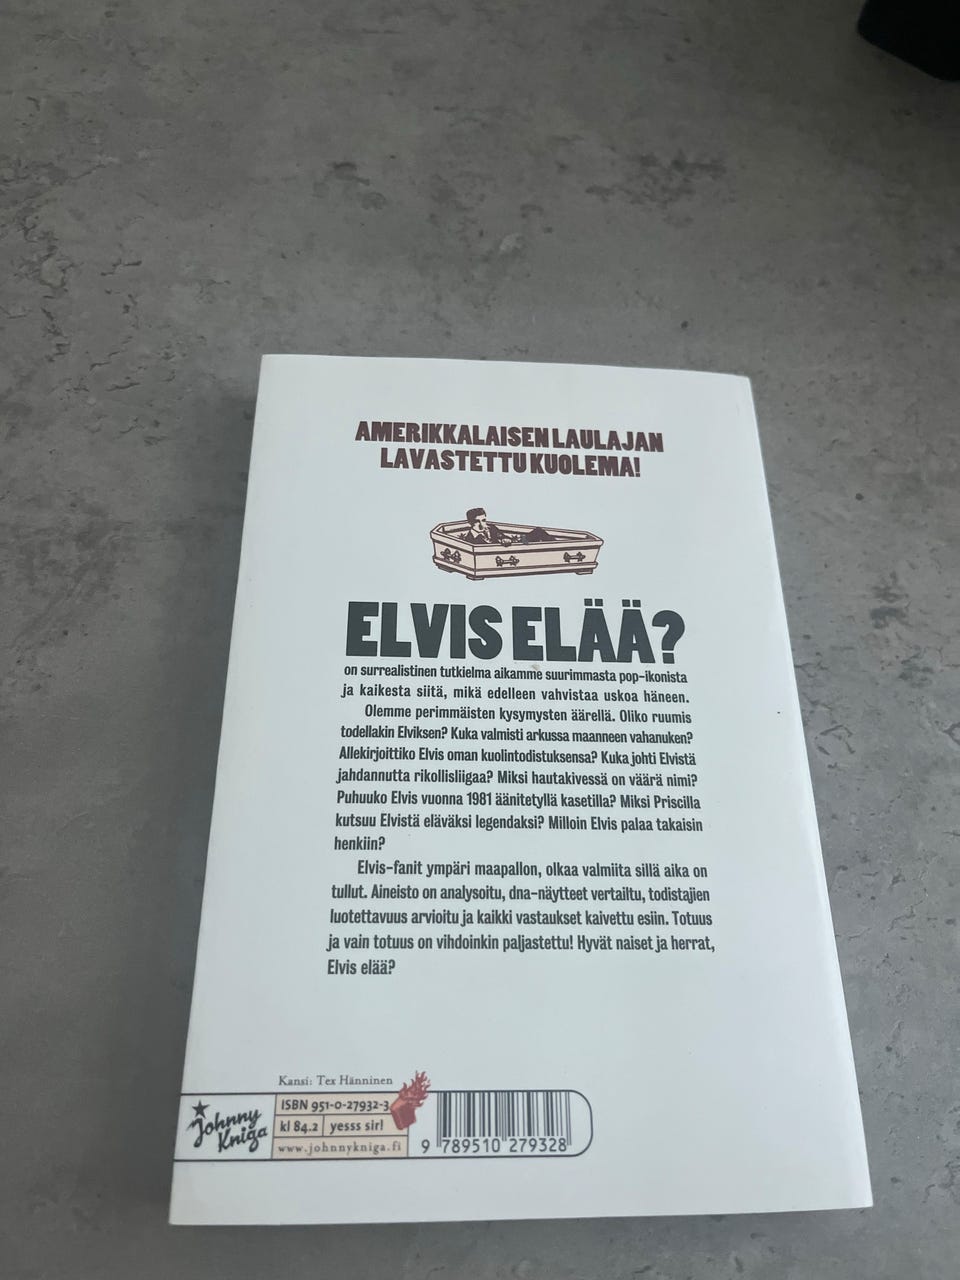 AMERIKKALAISEN LAULAJAN
LAVASTETTU KUOLEMA!
ELVIS ELÄÄ?
on surrealistinen tutkielma aikamme suurimmasta pop-ikonista
ja kaikesta siitä, mikä edelleen vahvistaa uskoa häneen.
Olemme perimmäisten kysymysten äärellä. Oliko ruumis
todellakin Elviksen? Kuka valmisti arkussa maanneen vahanuken?
Allekirjoittiko Elvis oman kuolintodistuksensa? Kuka johti Elvistä
jahdannutta rikollisliigaa? Miksi hautakivessä on väärä nimi?
Puhuuko Elvis vuonna 1981 äänitetyllä kasetilla? Miksi Priscilla
kutsuu Elvistä eläväksi legendaksi? Milloin Elvis palaa takaisin
henkiin?
Elvis-fanit ympäri maapallon, olkaa valmiita sillä aika on
tullut. Aineisto on analysoitu, dna-näytteet vertailtu, todistajien
luotettavuus arvioitu ja kaikki vastaukset kaivettu esiin. Totuus
ja vain totuus on vihdoinkin paljastettu! Hyvät naiset ja herrat,
Elvis elää?
Kansi: Tex Hänninen
Johnny
Kniga
ISBN 951-0-27932-3
kl 84.2 yesss sir!
www.johnnykniga.fi
9 789510 279328